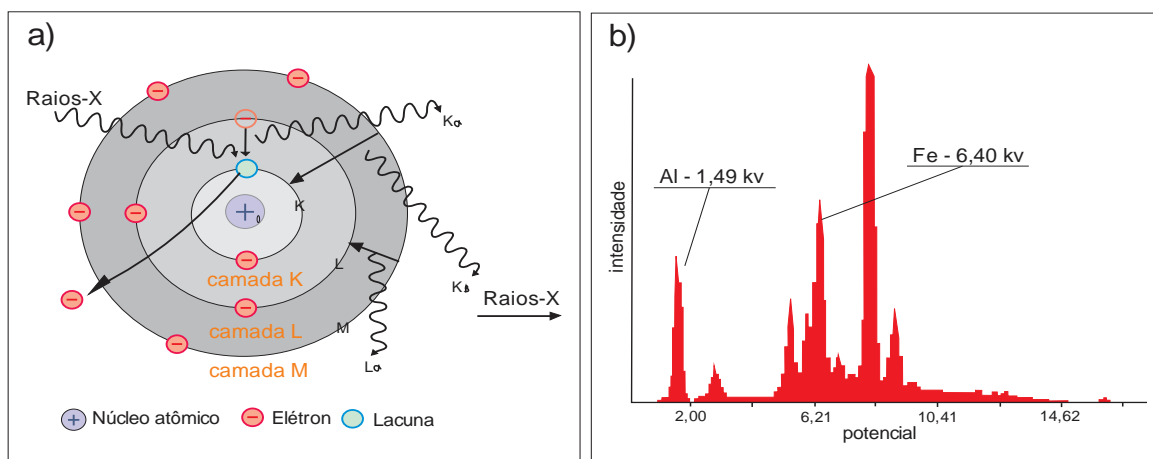 a)
Raios-X
Kα
K
L
M
Kβ
Lα
camada K
camada L
camada M
Raios-X
Núcleo atômico
Elétron
Lacuna
b)
Fe - 6,40 kv
Al - 1,49 kv
intensidade
2,00 6,21 10,41 14,62
potencial